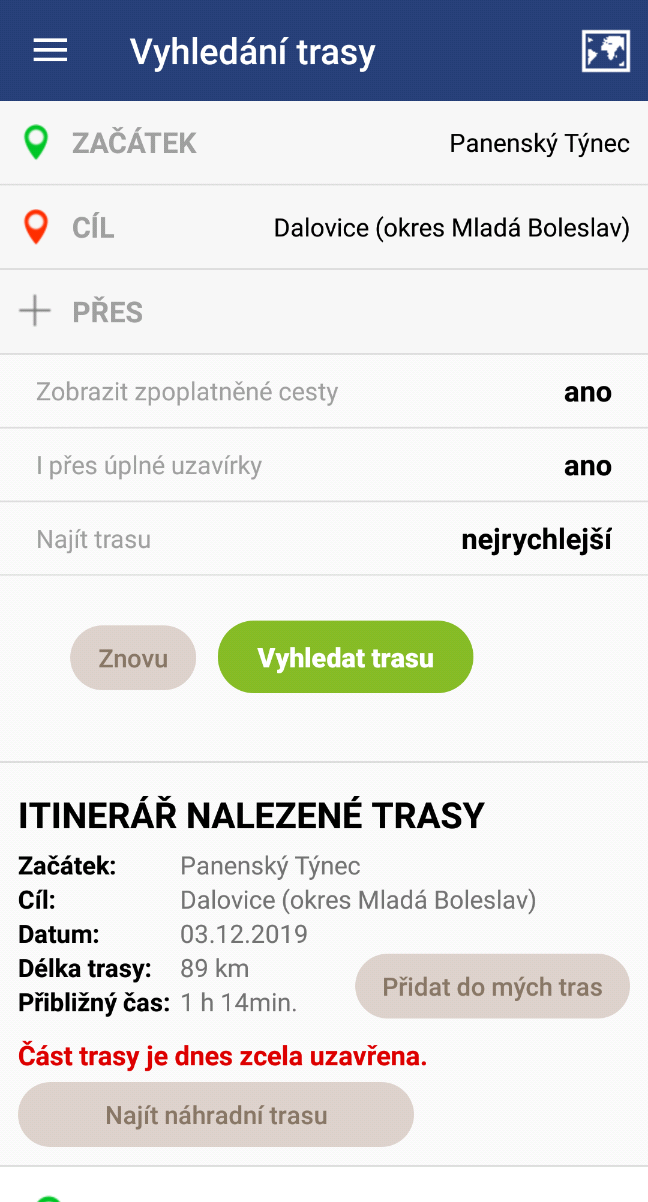 Vyhledání trasy
ZAČÁTEK Panenský Týnec
CÍL Dalovice (okres Mladá Boleslav)
PŘES
Zobrazit zpoplatněné cesty ano
I přes úplné uzavírky ano
Najít trasu nejrychlejší
Znovu Vyhledat trasu
ITINERÁŘ NALEZENÉ TRASY
Začátek: Panenský Týnec
Cíl: Dalovice (okres Mladá Boleslav)
Datum: 03.12.2019
Délka trasy: 89 km
Přidat do mých tras
Přibližný čas: 1 h 14min.
Část trasy je dnes zcela uzavřena.
Najít náhradní trasu